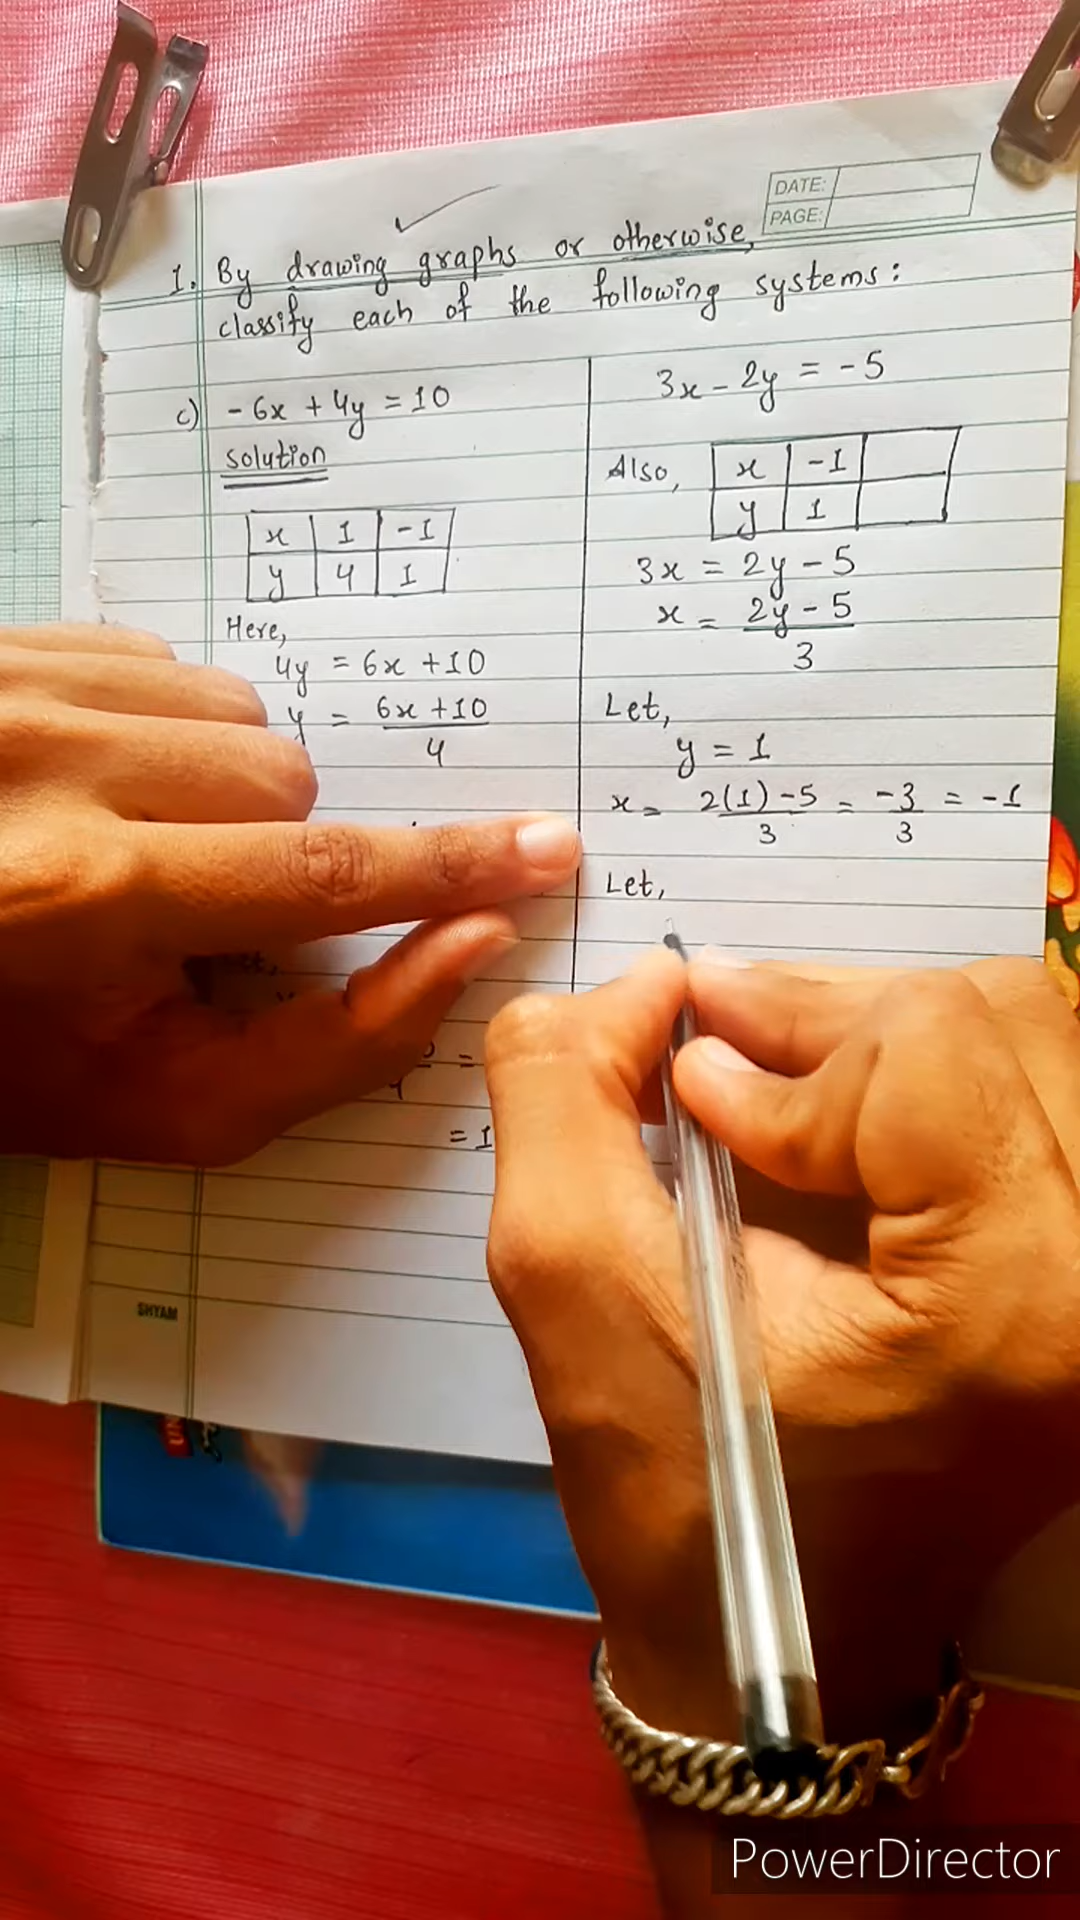 DATE:
PAGE:
1. By drawing graphs or otherwise,
classify each of the following systems:
c) -6x + 4y = 10
solution
x 1 -1
y 4 1
Here,
4y = 6x + 10
y = 6x + 10 / 4
= 1
3x - 2y = -5
Also,
x -1
y 1
3x = 2y - 5
x = 2y - 5 / 3
Let,
y = 1
x = 2(1) - 5 / 3 = -3 / 3 = -1
Let,
SHYAM
PowerDirector